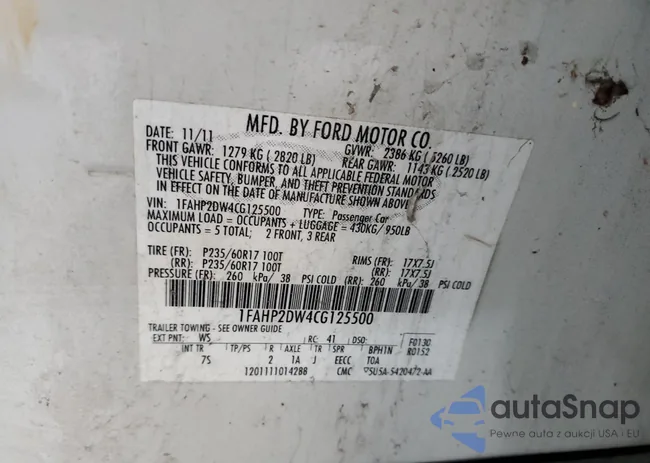 MFD. BY FORD MOTOR CO.
DATE: 11/11 GVWR: 2386 KG (5260 LB)
FRONT GAWR: 1279 KG (2820 LB) REAR GAWR: 1143 KG (2520 LB)
THIS VEHICLE CONFORMS TO ALL APPLICABLE FEDERAL MOTOR
VEHICLE SAFETY, BUMPER, AND THEFT PREVENTION STANDARDS
IN EFFECT ON THE DATE OF MANUFACTURE SHOWN ABOVE.
VIN: 1FAHP2DW4CG125500 TYPE: Passenger Car
MAXIMUM LOAD = OCCUPANTS + LUGGAGE = 430KG/950LB
OCCUPANTS = 5 TOTAL; 2 FRONT, 3 REAR
TIRE (FR): P235/60R17 100T RIMS (FR): 17X7.5J
(RR): P235/60R17 100T (RR): 17X7.5J
PRESSURE (FR): 260 kPa/ 38 PSI COLD (RR): 260 kPa/38 PSI COLD
1FAHP2DW4CG125500
TRAILER TOWING - SEE OWNER GUIDE
EXT PNT: WS RC: 41 DSO: F0130
INT TR TP/PS R AXLE TR SPR BPHIN R0152
7S 2 1A J EECC TOA
1201111014288 CMC 5U5A-5420472-AA
autaSnap
Pewne auta z aukcji USA i EU